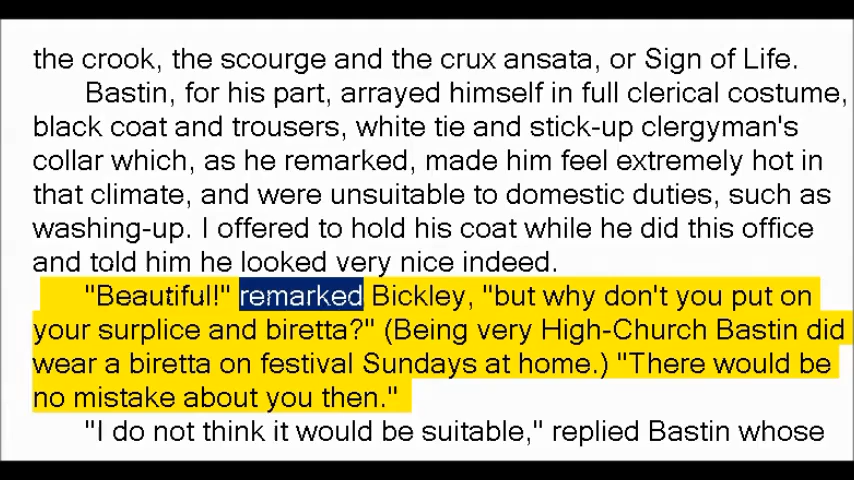 the crook, the scourge and the crux ansata, or Sign of Life.
Bastin, for his part, arrayed himself in full clerical costume,
black coat and trousers, white tie and stick-up clergyman's
collar which, as he remarked, made him feel extremely hot in
that climate, and were unsuitable to domestic duties, such as
washing-up. I offered to hold his coat while he did this office
and told him he looked very nice indeed.
"Beautiful!" remarked Bickley, "but why don't you put on
your surplice and biretta?" (Being very High-Church Bastin did
wear a biretta on festival Sundays at home.) "There would be
no mistake about you then."
"I do not think it would be suitable," replied Bastin whose